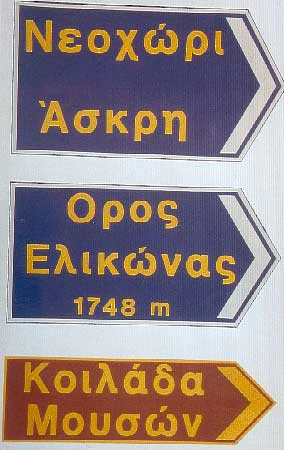 Νεοχώρι
Άσκρη
Ορος
Ελικώνας
1748 m
Κοιλάδα
Μουσών